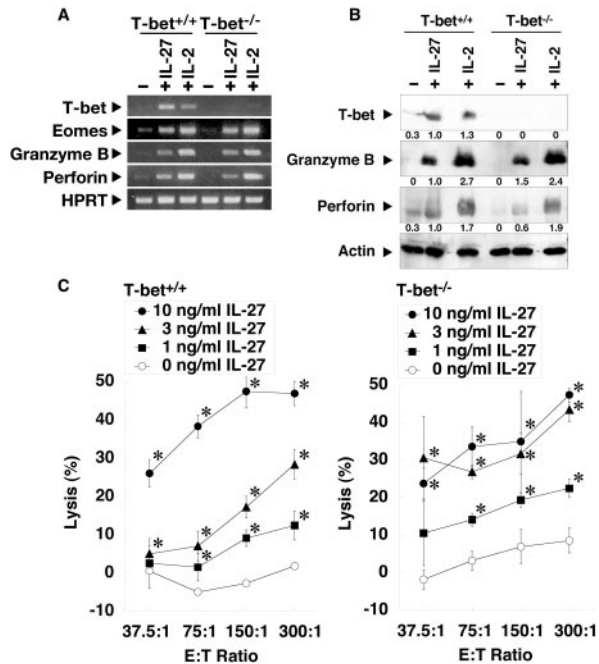 A
T-bet+/+ T-bet-/-
− + IL-27 + IL-2 − + IL-27 + IL-2
T-bet
Eomes
Granzyme B
Perforin
HPRT
B
T-bet+/+ T-bet-/-
− + IL-27 + IL-2 − + IL-27 + IL-2
T-bet
0.3 1.0 1.3 0 0 0
Granzyme B
0 1.0 2.7 0 1.5 2.4
Perforin
0.3 1.0 1.7 0 0.6 1.9
Actin
C
T-bet+/+
10 ng/ml IL-27
3 ng/ml IL-27
1 ng/ml IL-27
0 ng/ml IL-27
50
40
30
20
10
0
-10
Lysis (%)
* * * *
* * * *
* * *
37.5:1 75:1 150:1 300:1
E:T Ratio
T-bet-/-
10 ng/ml IL-27
3 ng/ml IL-27
1 ng/ml IL-27
0 ng/ml IL-27
50
40
30
20
10
0
-10
Lysis (%)
* * * *
* * * *
* * *
37.5:1 75:1 150:1 300:1
E:T Ratio